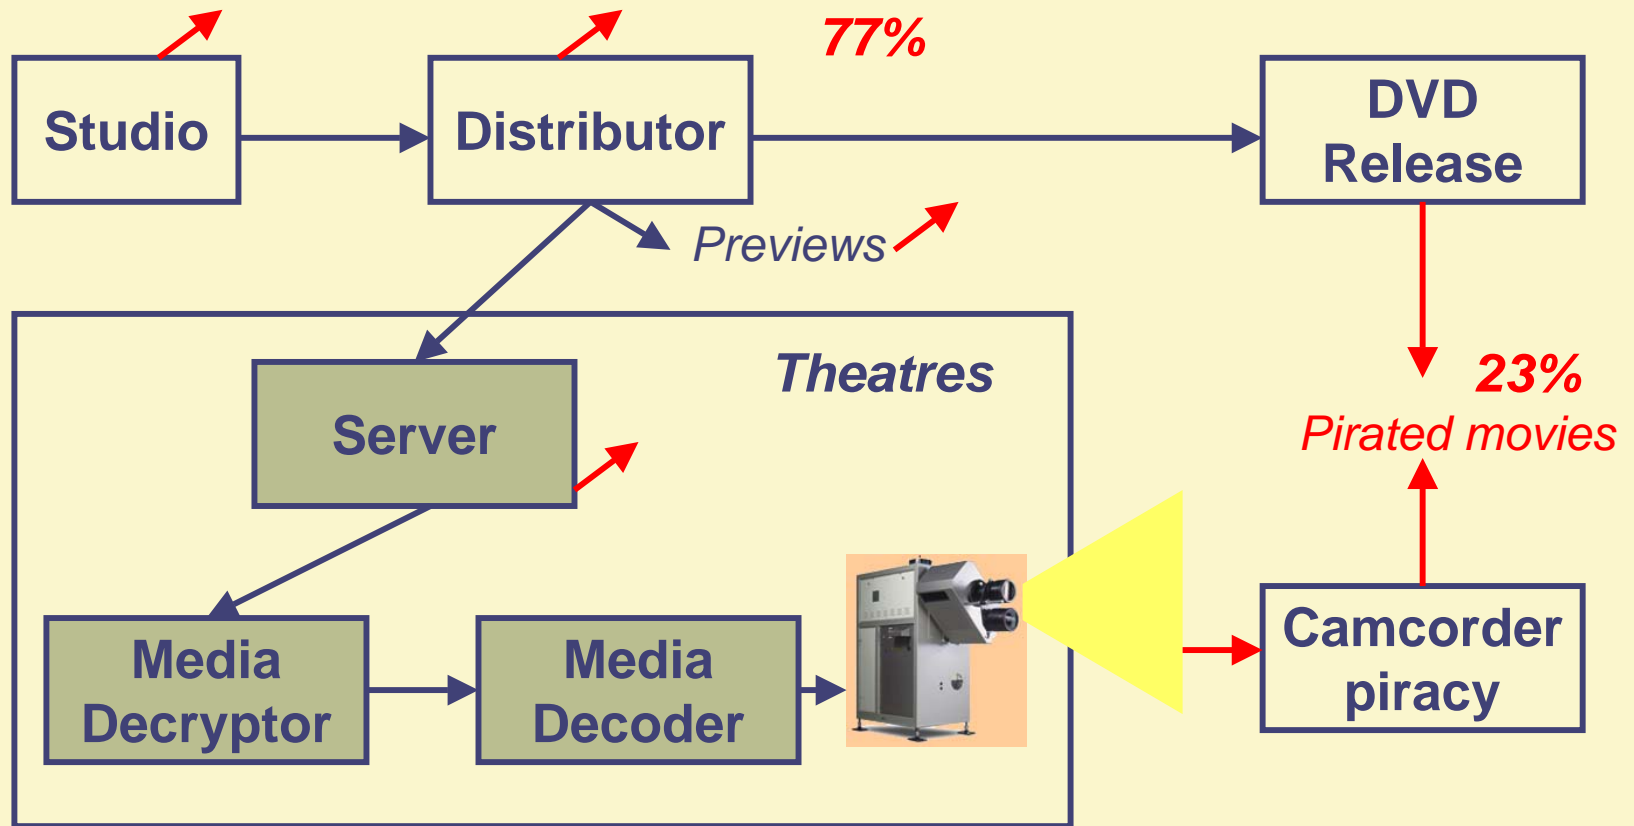 77%
Studio
Distributor
DVD
Release
Previews
Theatres
23%
Pirated movies
Server
Media
Decryptor
Media
Decoder
Camcorder
piracy